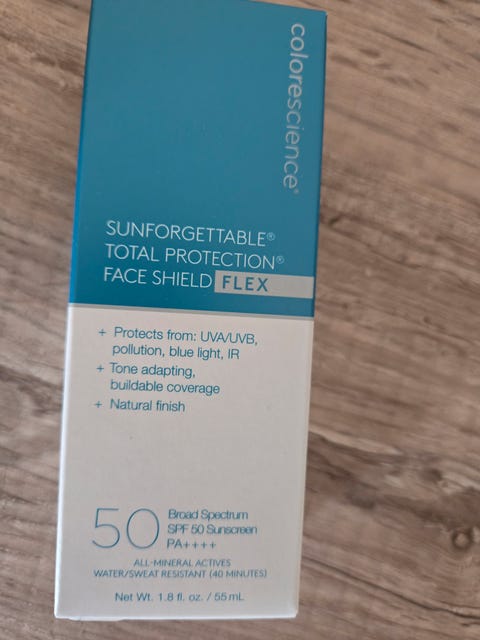 colorescience®
SUNFORGETTABLE®
TOTAL PROTECTION®
FACE SHIELD FLEX
+ Protects from: UVA/UVB,
pollution, blue light, IR
+ Tone adapting,
buildable coverage
+ Natural finish
50 Broad Spectrum
SPF 50 Sunscreen
PA++++
ALL-MINERAL ACTIVES
WATER/SWEAT RESISTANT (40 MINUTES)
Net Wt. 1.8 fl. oz. / 55 mL